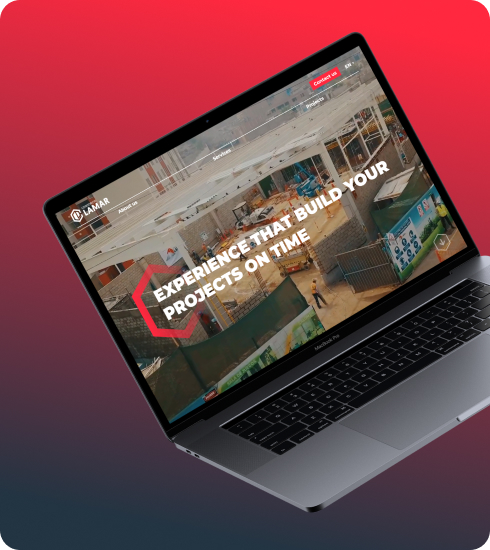 LAMAR
About us
Services
Projects
Contact us
EN
EXPERIENCE THAT BUILD YOUR
PROJECTS ON TIME
MacBook Pro